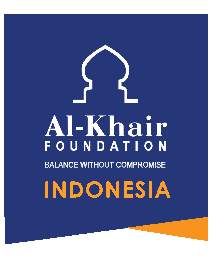 Al-Khair
FOUNDATION
BALANCE WITHOUT COMPROMISE
INDONESIA